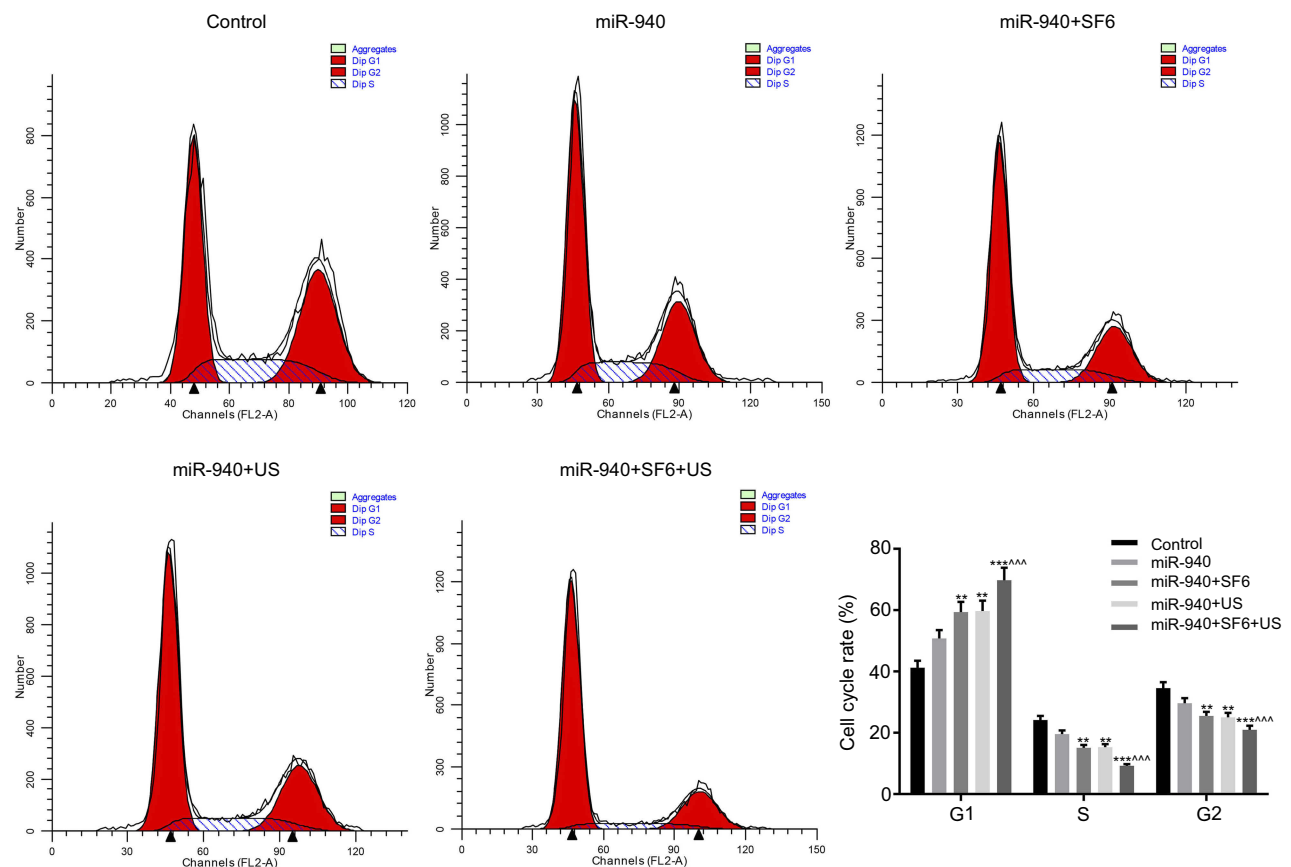 Control
Aggregates
Dip G1
Dip G2
Dip S
Number
800
600
400
200
0
0 20 40 60 80 100 120
Channels (FL2-A)
miR-940
Aggregates
Dip G1
Dip G2
Dip S
Number
1000
800
600
400
200
0
0 30 60 90 120 150
Channels (FL2-A)
miR-940+SF6
Aggregates
Dip G1
Dip G2
Dip S
Number
1200
900
600
300
0
0 30 60 90 120
Channels (FL2-A)
miR-940+US
Aggregates
Dip G1
Dip G2
Dip S
Number
1000
800
600
400
200
0
0 30 60 90 120
Channels (FL2-A)
miR-940+SF6+US
Aggregates
Dip G1
Dip G2
Dip S
Number
1200
900
600
300
0
0 30 60 90 120 150
Channels (FL2-A)
Control
miR-940
miR-940+SF6
miR-940+US
miR-940+SF6+US
Cell cycle rate (%)
80
60
40
20
0
** ** ***^^^
** ** ***^^^
** ** ***^^^
G1 S G2